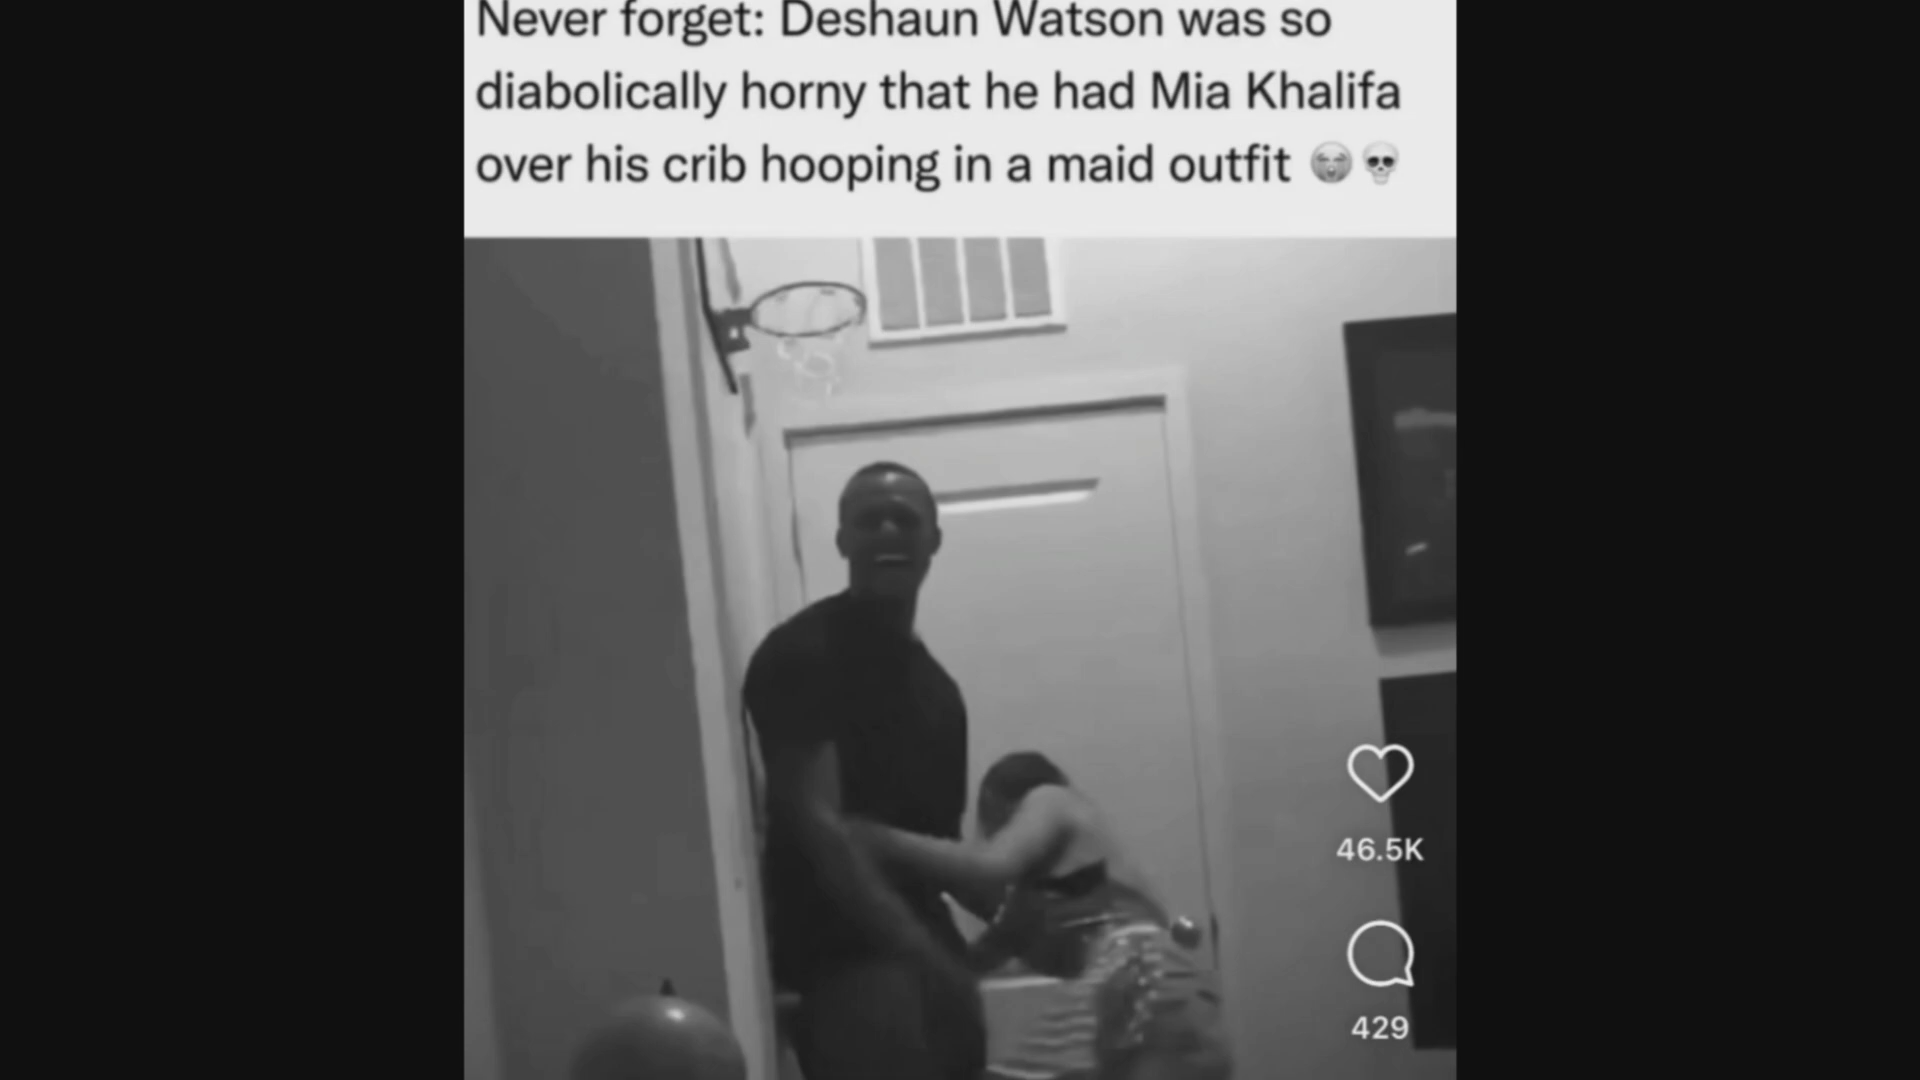 Never forget: Deshaun Watson was so
diabolically horny that he had Mia Khalifa
over his crib hooping in a maid outfit 😭💀
46.5K
429